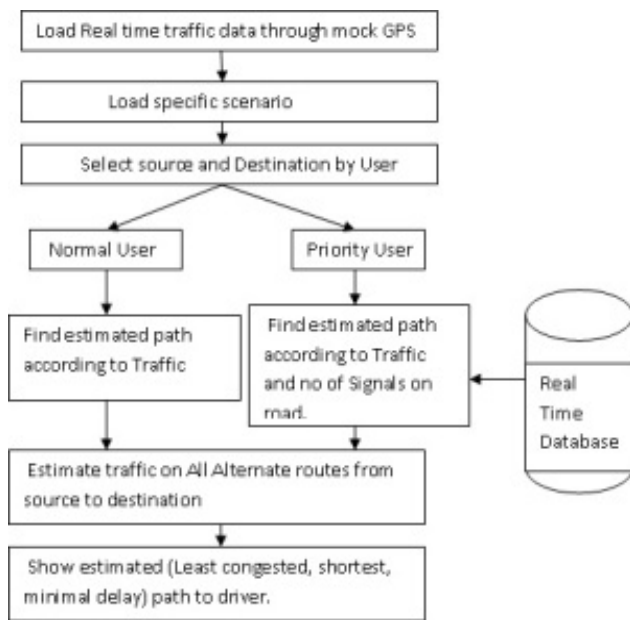 Load Real time traffic data through mock GPS
Load specific scenario
Select source and Destination by User
Normal User
Priority User
Find estimated path
according to Traffic
Find estimated path
according to Traffic
and no of Signals on
road.
Real
Time
Database
Estimate traffic on All Alternate routes from
source to destination
Show estimated (Least congested, shortest,
minimal delay) path to driver.